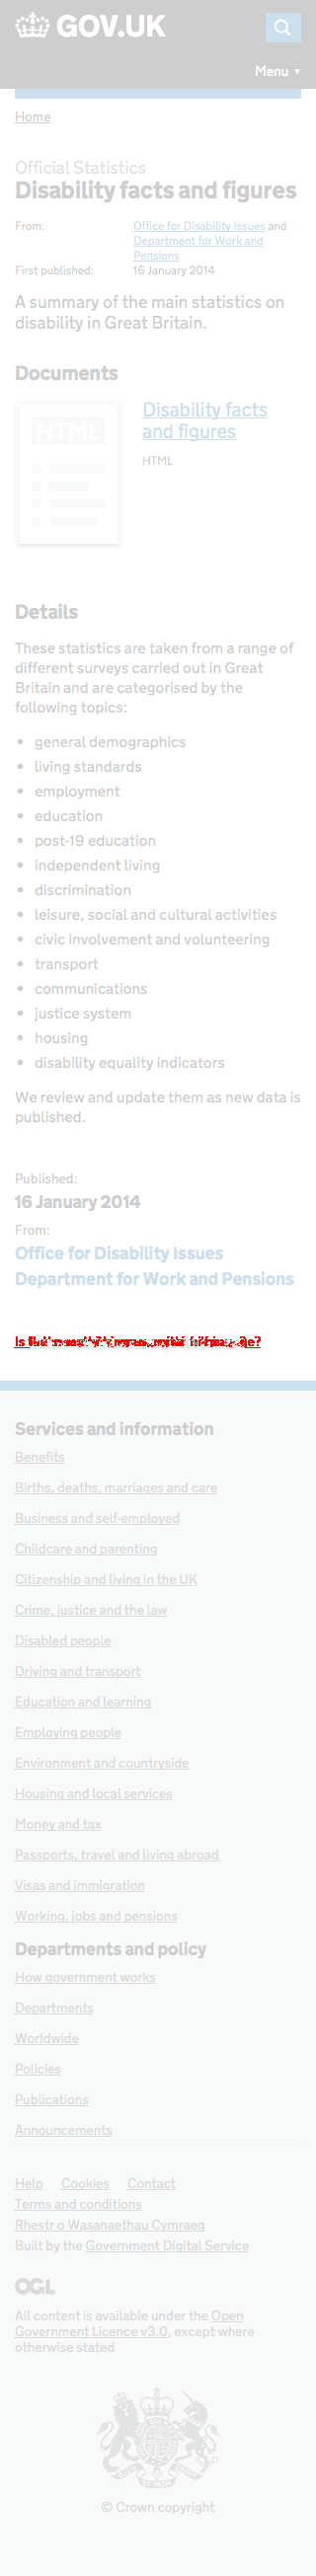 GOV.UK
Menu ▼
Home
Official Statistics
Disability facts and figures
From: Office for Disability Issues and
Department for Work and
Pensions
First published: 16 January 2014
A summary of the main statistics on
disability in Great Britain.
Documents
HTML
Disability facts
and figures
HTML
Details
These statistics are taken from a range of
different surveys carried out in Great
Britain and are categorised by the
following topics:
• general demographics
• living standards
• employment
• education
• post-19 education
• independent living
• discrimination
• leisure, social and cultural activities
• civic involvement and volunteering
• transport
• communications
• justice system
• housing
• disability equality indicators
We review and update them as new data is
published.
Published:
16 January 2014
From:
Office for Disability Issues
Department for Work and Pensions
Services and information
Benefits
Births, deaths, marriages and care
Business and self-employed
Childcare and parenting
Citizenship and living in the UK
Crime, justice and the law
Disabled people
Driving and transport
Education and learning
Employing people
Environment and countryside
Housing and local services
Money and tax
Passports, travel and living abroad
Visas and immigration
Working, jobs and pensions
Departments and policy
How government works
Departments
Worldwide
Policies
Publications
Announcements
Help Cookies Contact
Terms and conditions
Rhestr o Wasanaethau Cymraeg
Built by the Government Digital Service
OGL
All content is available under the Open
Government Licence v3.0, except where
otherwise stated
© Crown copyright